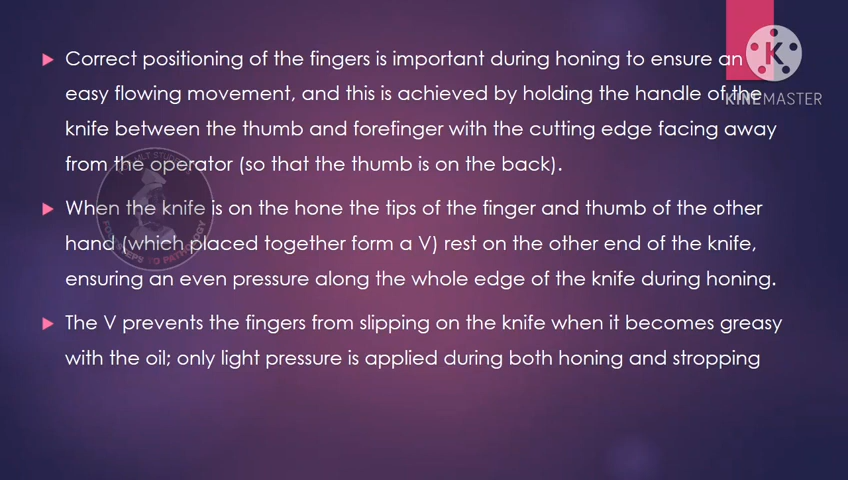 Correct positioning of the fingers is important during honing to ensure an
easy flowing movement, and this is achieved by holding the handle of the
knife between the thumb and forefinger with the cutting edge facing away
from the operator (so that the thumb is on the back).
When the knife is on the hone the tips of the finger and thumb of the other
hand (which placed together form a V) rest on the other end of the knife,
ensuring an even pressure along the whole edge of the knife during honing.
The V prevents the fingers from slipping on the knife when it becomes greasy
with the oil; only light pressure is applied during both honing and stropping
K
KINEMASTER
TO PATHOLOGY